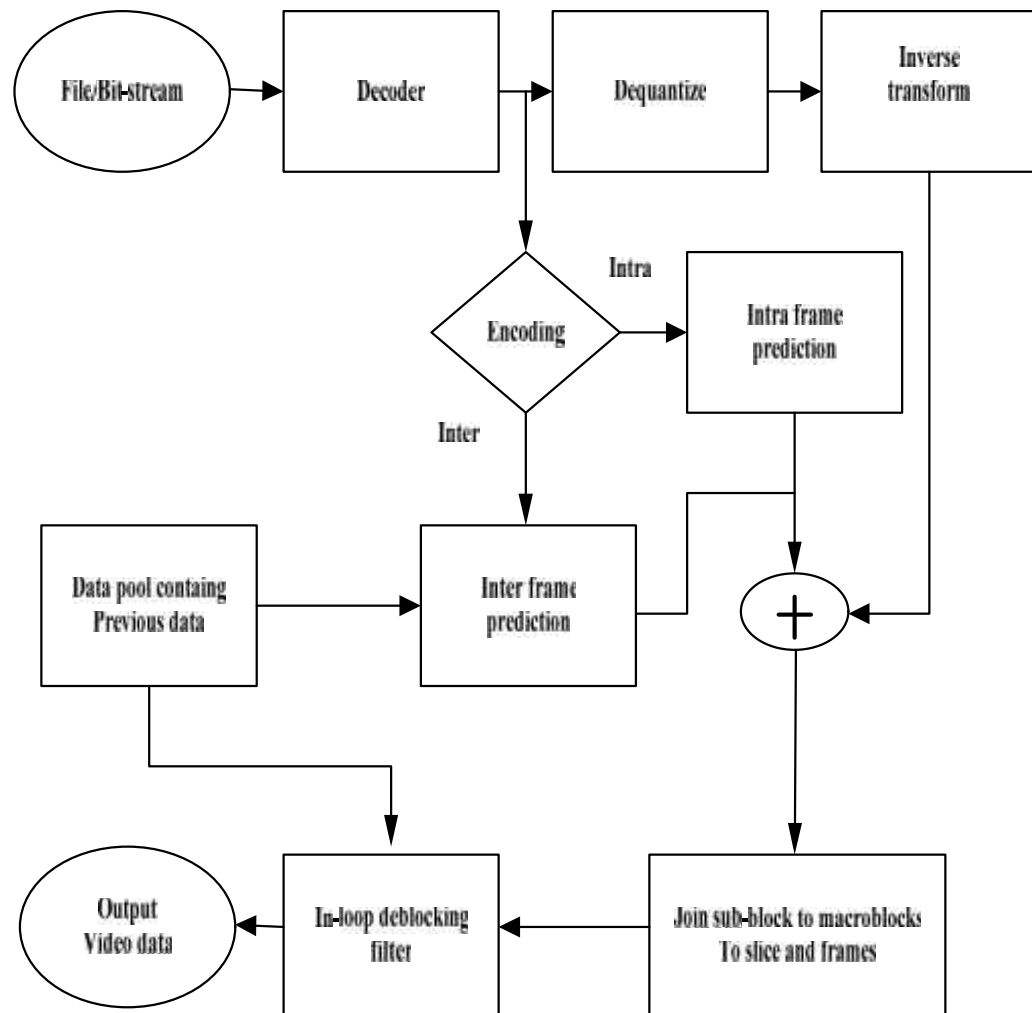 File/Bit-stream
Decoder
Dequantize
Inverse
transform
Intra
Encoding
Intra frame
prediction
Inter
Data pool containg
Previous data
Inter frame
prediction
+
Output
Video data
In-loop deblocking
filter
Join sub-block to macroblocks
To slice and frames